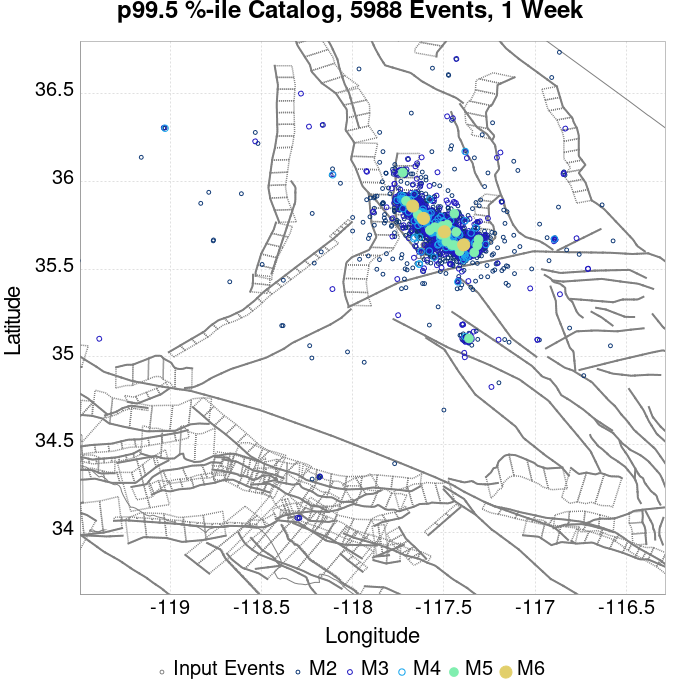 p99.5 %-ile Catalog, 5988 Events, 1 Week
36.5
36
35.5
35
34.5
34
Latitude
-119 -118.5 -118 -117.5 -117 -116.5
Longitude
Input Events M2 M3 M4 M5 M6